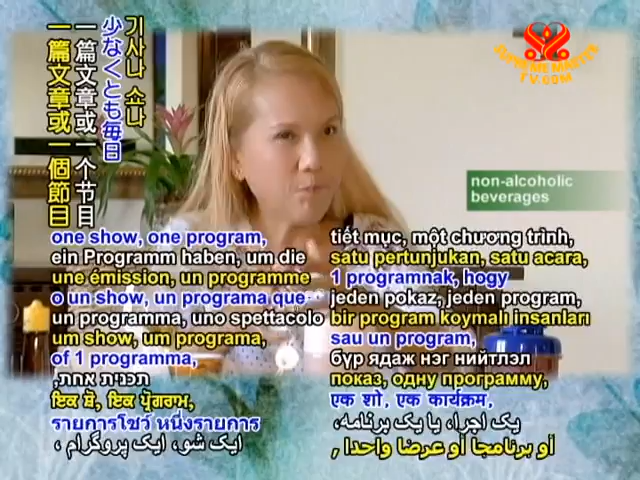 SUPREME MASTER
TV.COM
기사나 쇼나
少なくとも毎日
一篇文章或一个节目
一篇文章或一個節目
non-alcoholic
beverages
one show, one program,
ein Programm haben, um die
une émission, un programme
o un show, un programa que
un programma, uno spettacolo
um show, um programa,
of 1 programma,
תכנית אחת,
ਇਕ ਸ਼ੋ, ਇਕ ਪ੍ਰੋਗਰਾਮ,
รายการโชว์ หนึ่งรายการ
ایک شو، ایک پروگرام ،
tiết mục, một chương trình,
satu pertunjukan, satu acara,
1 programnak, hogy
jeden pokaz, jeden program,
bir program koymalı insanları
sau un program,
бүр ядаж нэг нийтлэл
показ, одну программу,
एक शो, एक कार्यक्रम,
یک اجرا، یا یک برنامه،
أو برنامجا أو عرضا واحدا ,